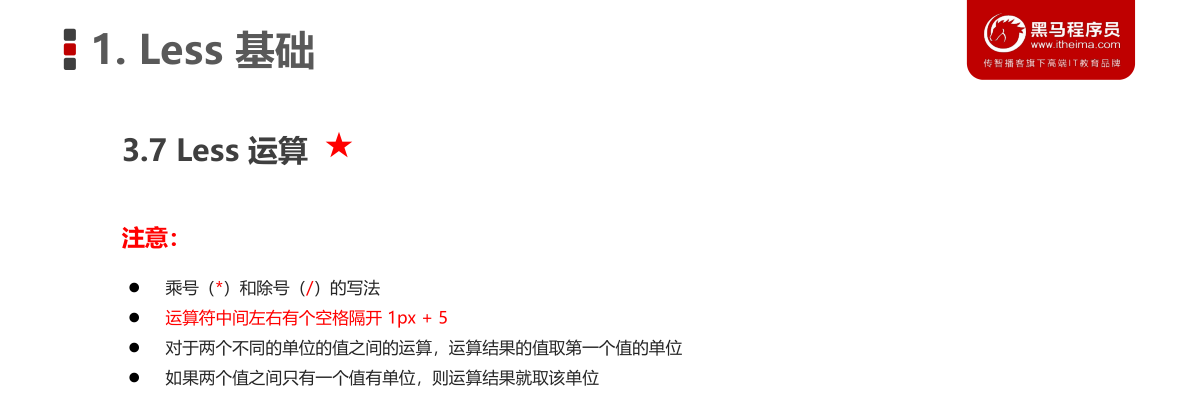 1. Less 基础
黑马程序员
www.itheima.com
传智播客旗下高端IT教育品牌
3.7 Less 运算
注意：
乘号（*）和除号（/）的写法
运算符中间左右有个空格隔开 1px + 5
对于两个不同的单位的值之间的运算，运算结果的值取第一个值的单位
如果两个值之间只有一个值有单位，则运算结果就取该单位